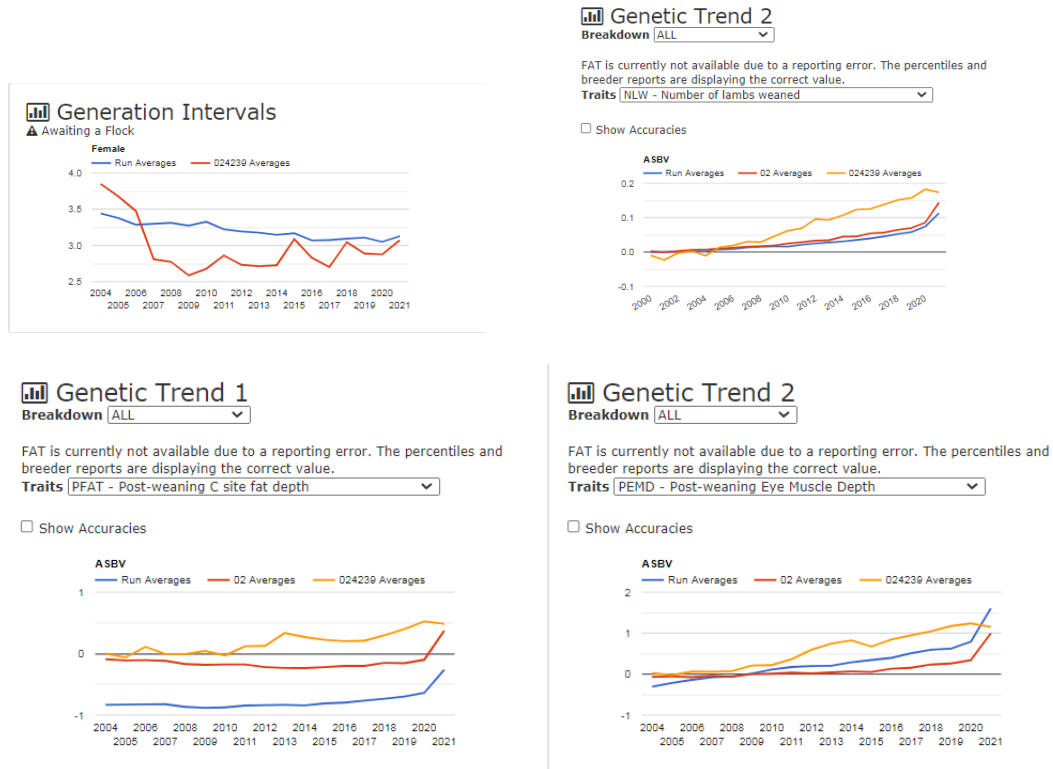 Generation Intervals
Awaiting a Flock
Female
Run Averages 024239 Averages
4.0
3.5
3.0
2.5
2004 2006 2008 2010 2012 2014 2016 2018 2020
2005 2007 2009 2011 2013 2015 2017 2019 2021
Genetic Trend 2
Breakdown ALL
FAT is currently not available due to a reporting error. The percentiles and
breeder reports are displaying the correct value.
Traits NLW - Number of lambs weaned
Show Accuracies
ASBV
Run Averages 02 Averages 024239 Averages
0.2
0.1
0.0
-0.1
2000 2002 2004 2006 2008 2010 2012 2014 2016 2018 2020
Genetic Trend 1
Breakdown ALL
FAT is currently not available due to a reporting error. The percentiles and
breeder reports are displaying the correct value.
Traits PFAT - Post-weaning C site fat depth
Show Accuracies
ASBV
Run Averages 02 Averages 024239 Averages
1
0
-1
2004 2006 2008 2010 2012 2014 2016 2018 2020
2005 2007 2009 2011 2013 2015 2017 2019 2021
Genetic Trend 2
Breakdown ALL
FAT is currently not available due to a reporting error. The percentiles and
breeder reports are displaying the correct value.
Traits PEMD - Post-weaning Eye Muscle Depth
Show Accuracies
ASBV
Run Averages 02 Averages 024239 Averages
2
1
0
-1
2004 2006 2008 2010 2012 2014 2016 2018 2020
2005 2007 2009 2011 2013 2015 2017 2019 2021